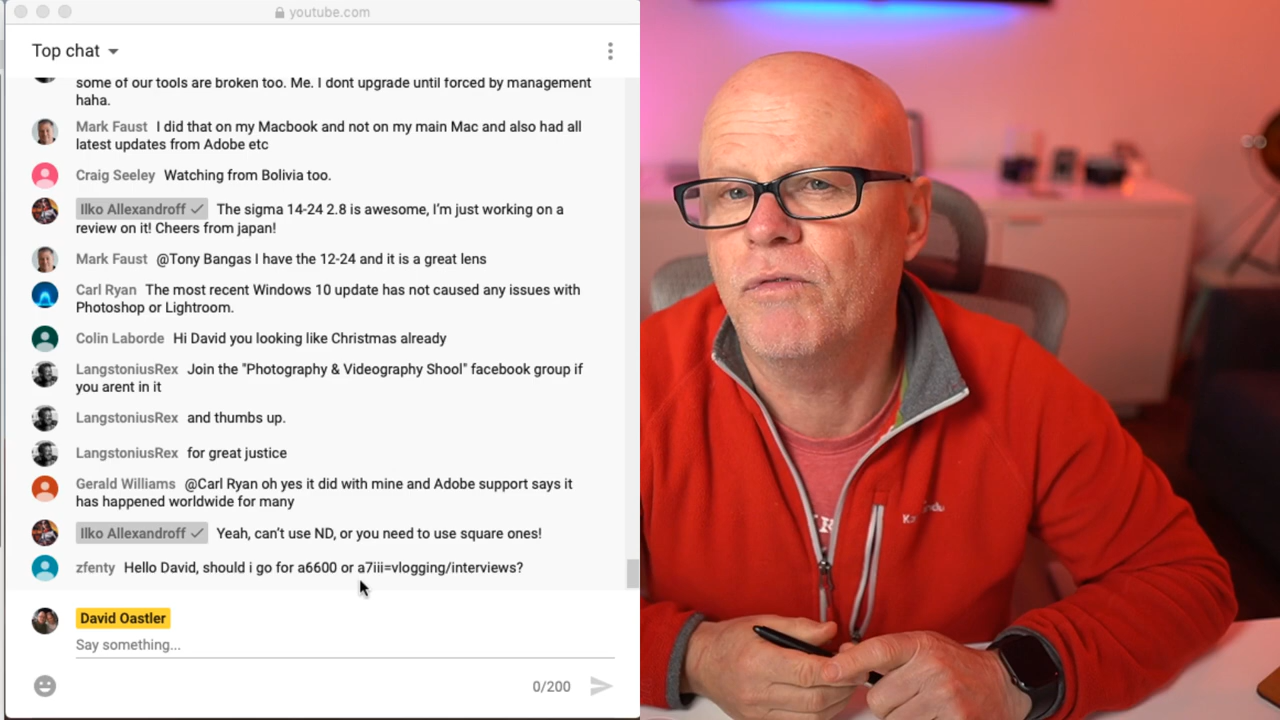 youtube.com
Top chat
some of our tools are broken too. Me. I dont upgrade until forced by management
haha.
Mark Faust I did that on my Macbook and not on my main Mac and also had all
latest updates from Adobe etc
Craig Seeley Watching from Bolivia too.
Ilko Allexandroff The sigma 14-24 2.8 is awesome, I’m just working on a
review on it! Cheers from japan!
Mark Faust @Tony Bangas I have the 12-24 and it is a great lens
Carl Ryan The most recent Windows 10 update has not caused any issues with
Photoshop or Lightroom.
Colin Laborde Hi David you looking like Christmas already
LangstoniusRex Join the "Photography & Videography Shool" facebook group if
you arent in it
LangstoniusRex and thumbs up.
LangstoniusRex for great justice
Gerald Williams @Carl Ryan oh yes it did with mine and Adobe support says it
has happened worldwide for many
Ilko Allexandroff Yeah, can’t use ND, or you need to use square ones!
zfenty Hello David, should i go for a6600 or a7iii=vlogging/interviews?
David Oastler
Say something...
0/200